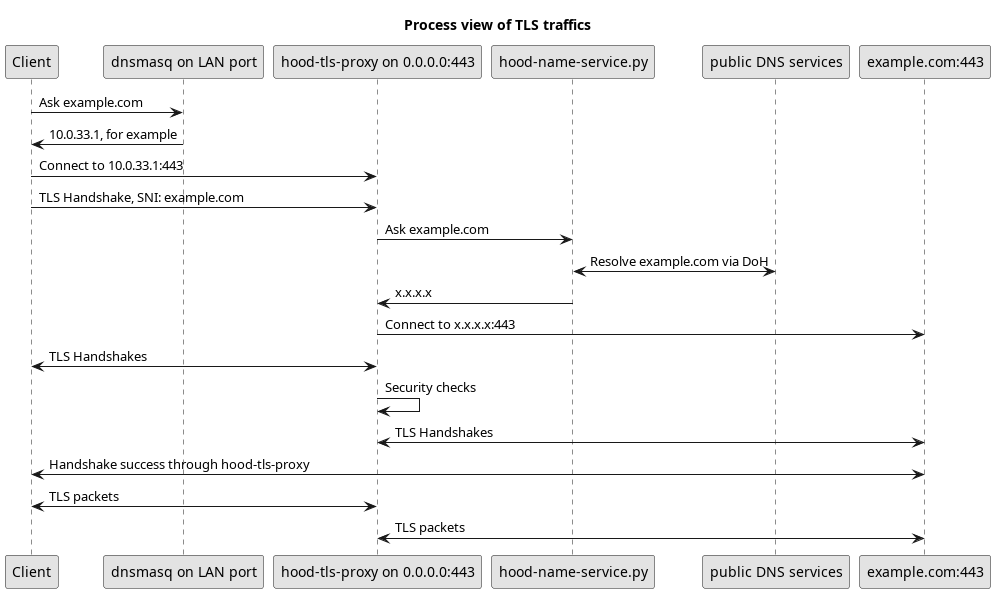 Process view of TLS traffics
Client
dnsmasq on LAN port
hood-tls-proxy on 0.0.0.0:443
hood-name-service.py
public DNS services
example.com:443
Ask example.com
10.0.33.1, for example
Connect to 10.0.33.1:443
TLS Handshake, SNI: example.com
Ask example.com
Resolve example.com via DoH
x.x.x.x
Connect to x.x.x.x:443
TLS Handshakes
Security checks
TLS Handshakes
Handshake success through hood-tls-proxy
TLS packets
TLS packets
Client
dnsmasq on LAN port
hood-tls-proxy on 0.0.0.0:443
hood-name-service.py
public DNS services
example.com:443